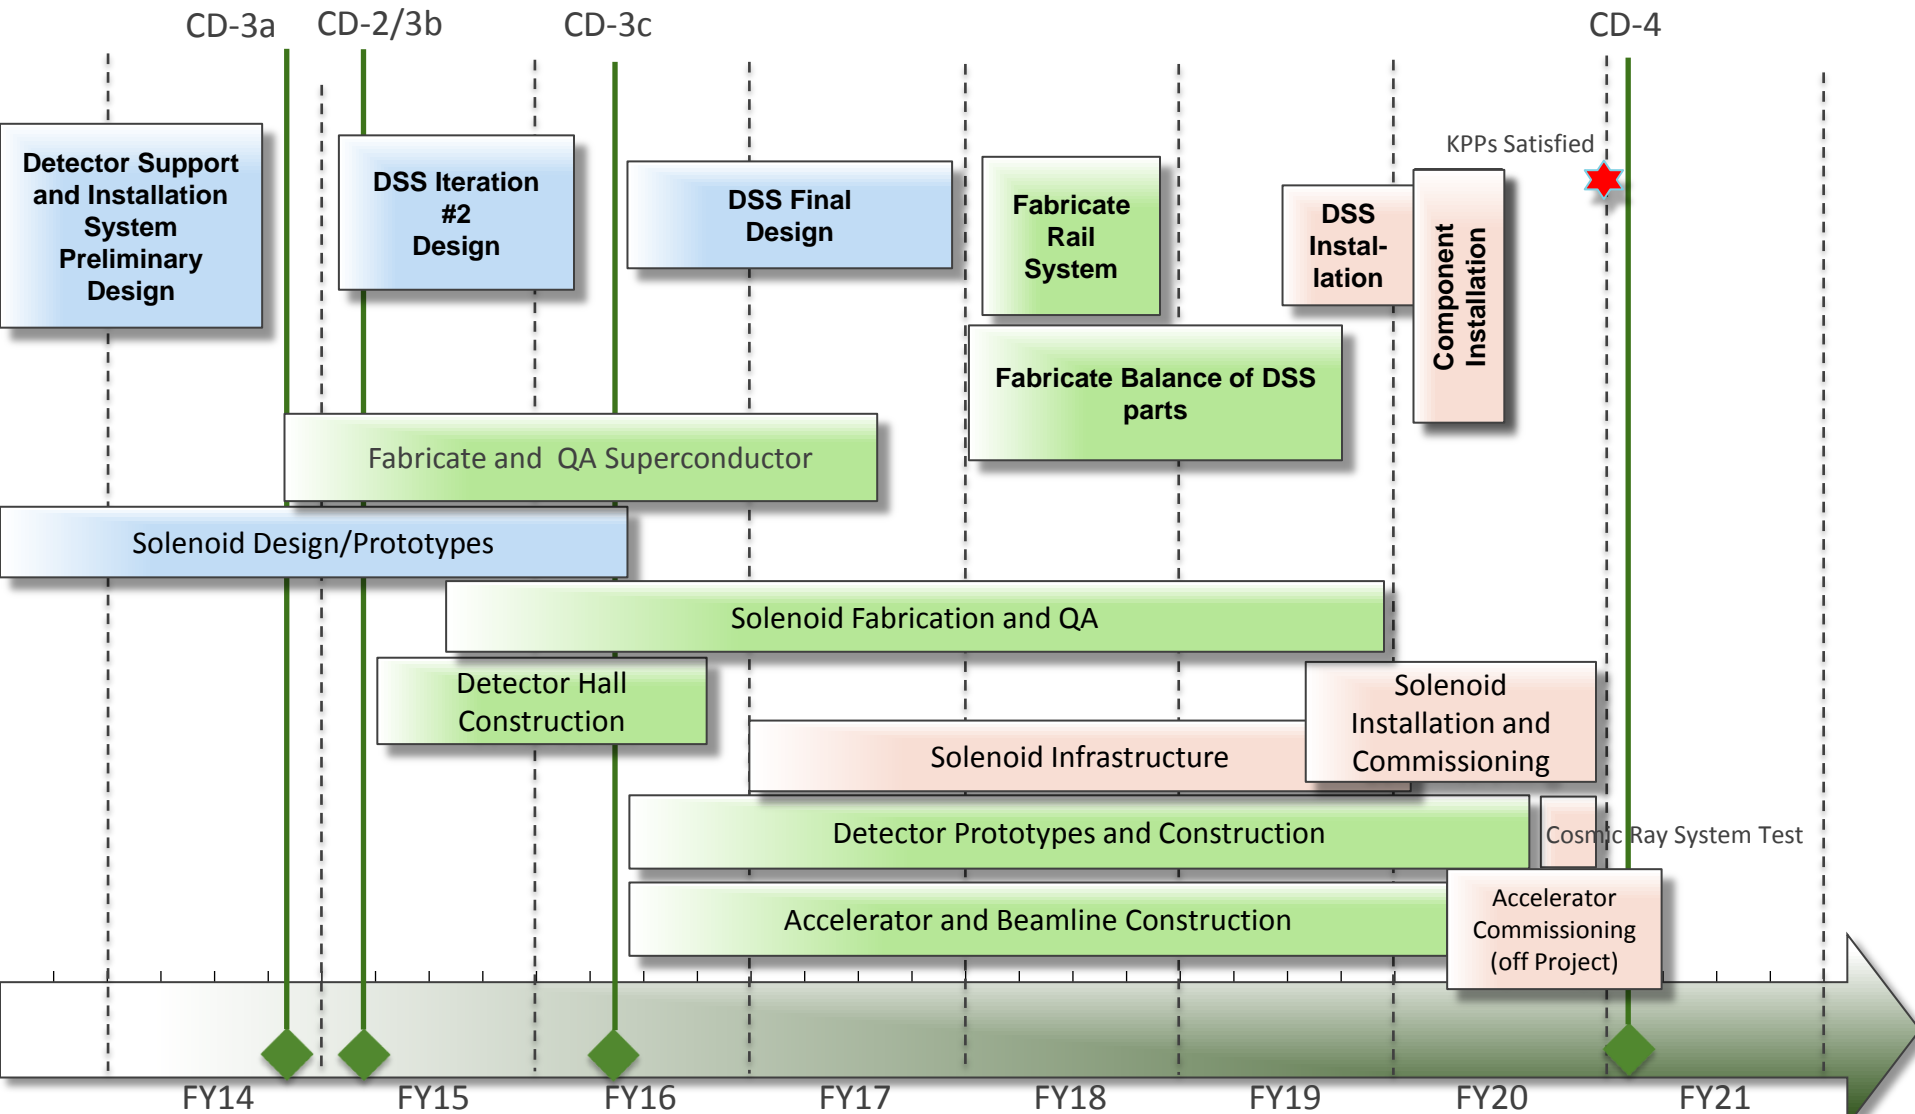 CD-3a
CD-2/3b
CD-3c
CD-4
KPPs Satisfied
Detector Support
and Installation
System
Preliminary
Design
DSS Iteration
#2
Design
DSS Final
Design
Fabricate
Rail
System
DSS
Instal-
lation
Component
Installation
Fabricate Balance of DSS
parts
Fabricate and QA Superconductor
Solenoid Design/Prototypes
Solenoid Fabrication and QA
Detector Hall
Construction
Solenoid
Installation and
Commissioning
Solenoid Infrastructure
Detector Prototypes and Construction
Cosmic Ray System Test
Accelerator and Beamline Construction
Accelerator
Commissioning
(off Project)
FY14
FY15
FY16
FY17
FY18
FY19
FY20
FY21